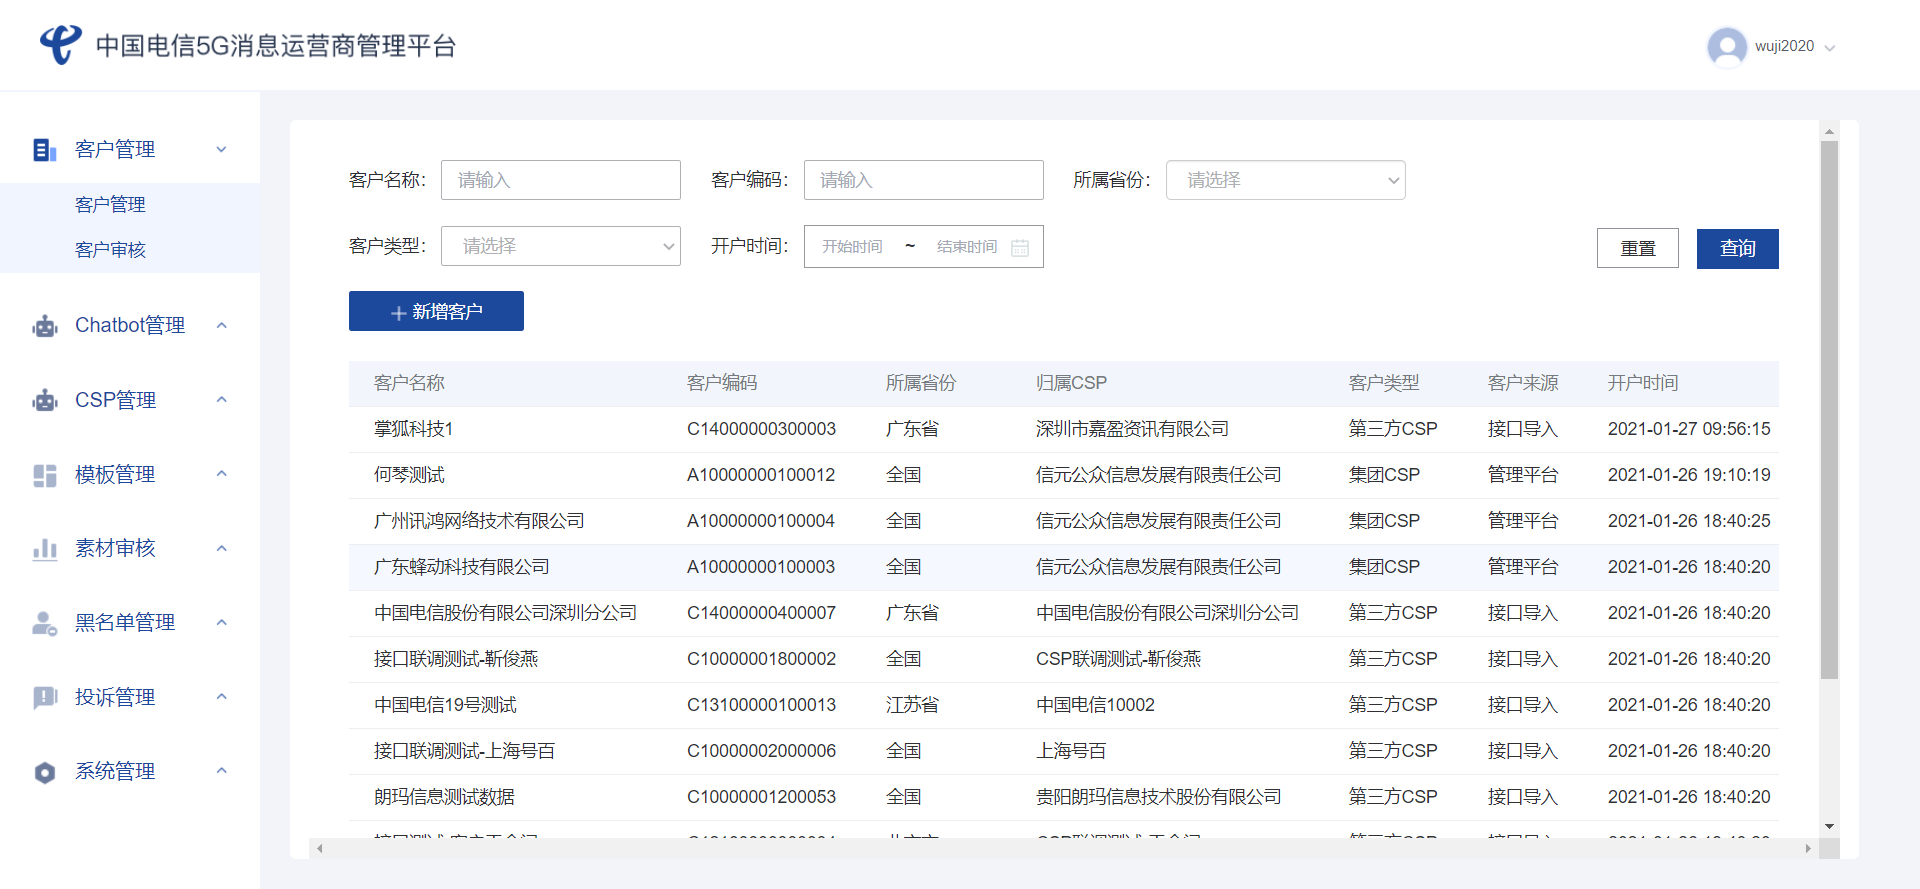 中国电信5G消息运营商管理平台
wuji2020
客户管理
客户管理
客户审核
Chatbot管理
CSP管理
模板管理
素材审核
黑名单管理
投诉管理
系统管理
客户名称： 请输入 客户编码： 请输入 所属省份： 请选择
客户类型： 请选择 开户时间： 开始时间 ~ 结束时间 重置 查询
新增客户
客户名称 客户编码 所属省份 归属CSP 客户类型 客户来源 开户时间
掌狐科技1 C14000000300003 广东省 深圳市嘉盈资讯有限公司 第三方CSP 接口导入 2021-01-27 09:56:15
何琴测试 A10000000100012 全国 信元公众信息发展有限责任公司 集团CSP 管理平台 2021-01-26 19:10:19
广州讯鸿网络技术有限公司 A10000000100004 全国 信元公众信息发展有限责任公司 集团CSP 管理平台 2021-01-26 18:40:25
广东蜂动科技有限公司 A10000000100003 全国 信元公众信息发展有限责任公司 集团CSP 管理平台 2021-01-26 18:40:20
中国电信股份有限公司深圳分公司 C14000000400007 广东省 中国电信股份有限公司深圳分公司 第三方CSP 接口导入 2021-01-26 18:40:20
接口联调测试-靳俊燕 C10000001800002 全国 CSP联调测试-靳俊燕 第三方CSP 接口导入 2021-01-26 18:40:20
中国电信19号测试 C13100000100013 江苏省 中国电信10002 第三方CSP 接口导入 2021-01-26 18:40:20
接口联调测试-上海号百 C10000002000006 全国 上海号百 第三方CSP 接口导入 2021-01-26 18:40:20
朗玛信息测试数据 C10000001200053 全国 贵阳朗玛信息技术股份有限公司 第三方CSP 接口导入 2021-01-26 18:40:20